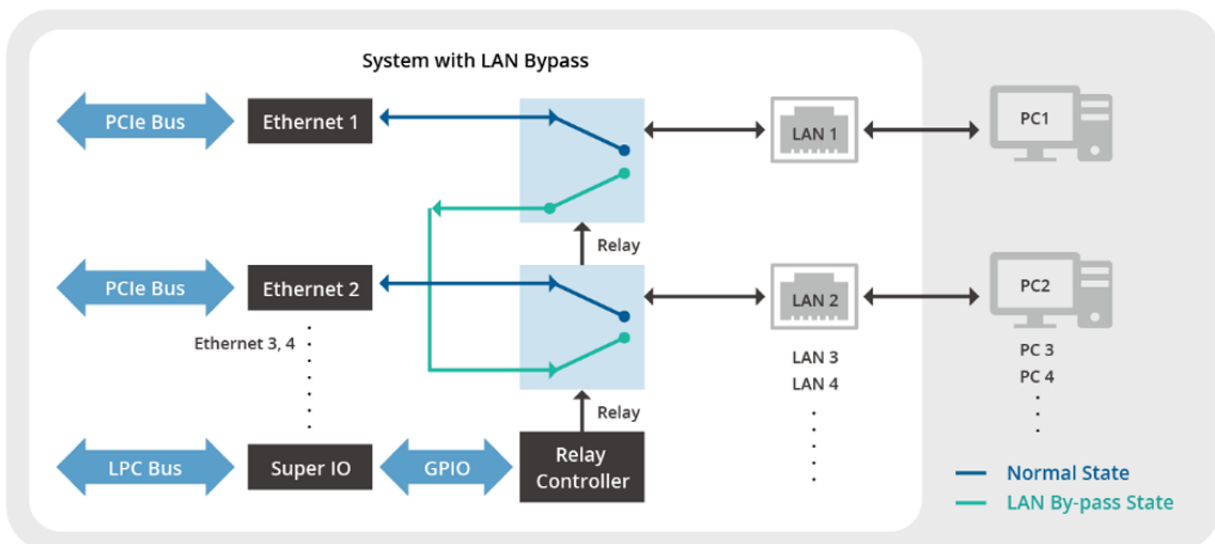 System with LAN Bypass
PCIe Bus
Ethernet 1
LAN 1
PC1
Relay
PCIe Bus
Ethernet 2
LAN 2
PC2
Ethernet 3, 4
LAN 3
PC 3
LAN 4
PC 4
Relay
LPC Bus
Super IO
GPIO
Relay
Controller
Normal State
LAN By-pass State